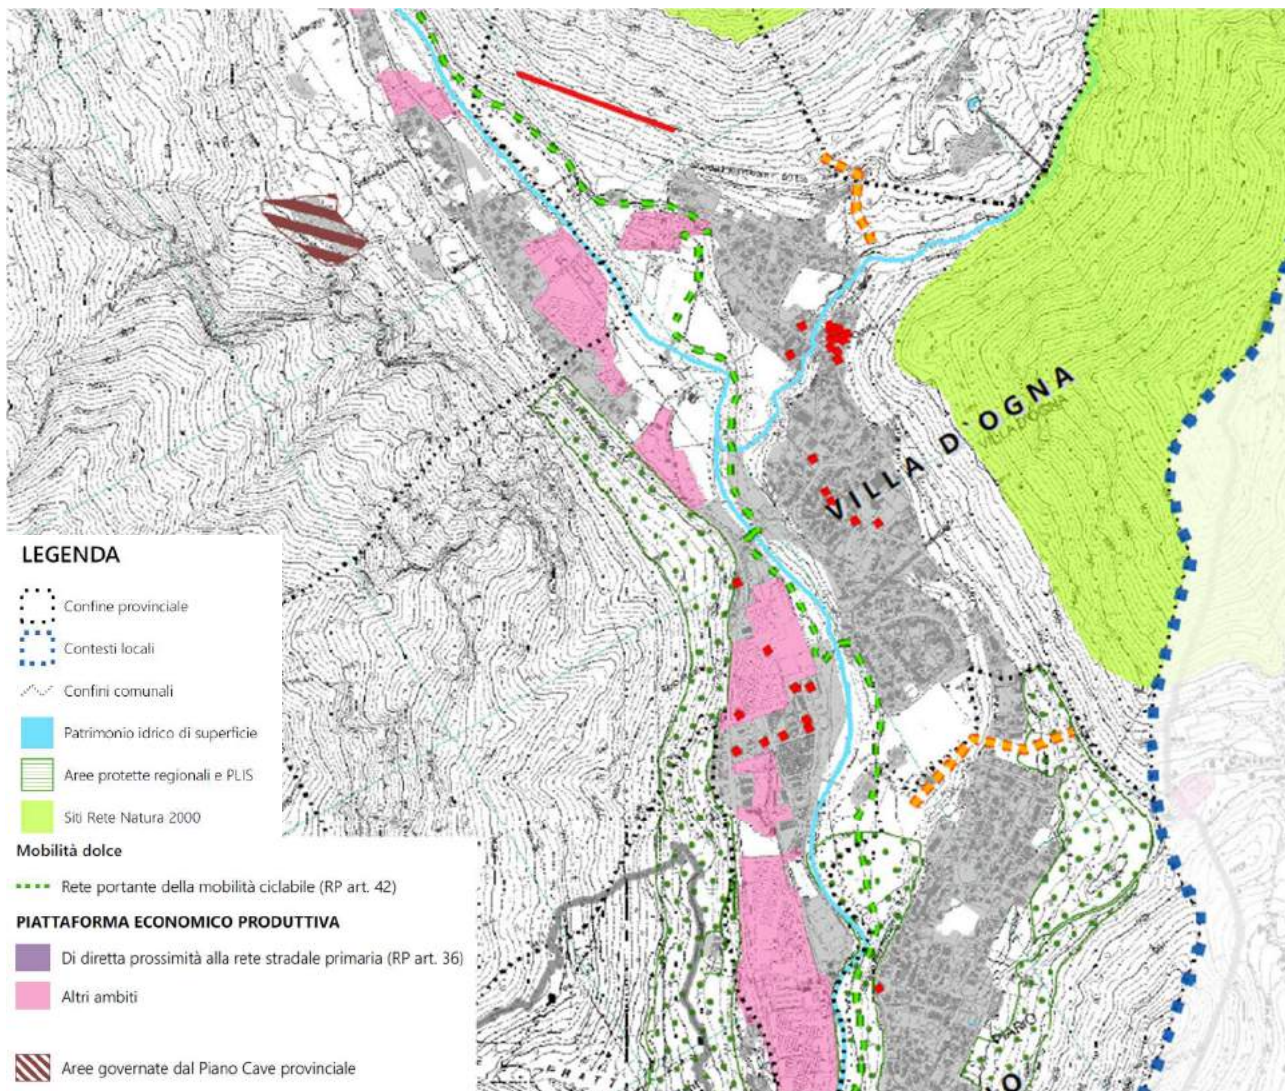 VILLA D'OGNA
VILLA D'OGNA
LEGENDA
Confine provinciale
Contesti locali
Confini comunali
Patrimonio idrico di superficie
Aree protette regionali e PLIS
Siti Rete Natura 2000
Mobilità dolce
Rete portante della mobilità ciclabile (RP art. 42)
PIATTAFORMA ECONOMICO PRODUTTIVA
Di diretta prossimità alla rete stradale primaria (RP art. 36)
Altri ambiti
Aree governate dal Piano Cave provinciale
PIARIO